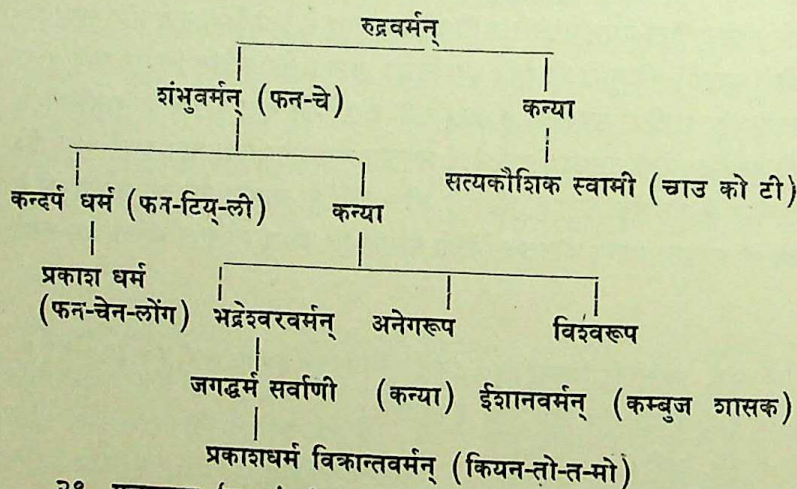 रुद्रवर्मन्
शंभुवर्मन् (फन-चे) कन्या
सत्यकौशिक स्वामी (चाउ को टी)
कन्दर्प धर्म (फन-टिय्-ली) कन्या
प्रकाश धर्म
(फन-चेन-लोंग) भद्रेश्वरवर्मन् अनेगरूप विश्वरूप
जगद्धर्म सर्वाणी (कन्या) ईशानवर्मन् (कम्बुज शासक)
प्रकाशधर्म विक्रान्तवर्मन् (कियन-तो-त-मो)